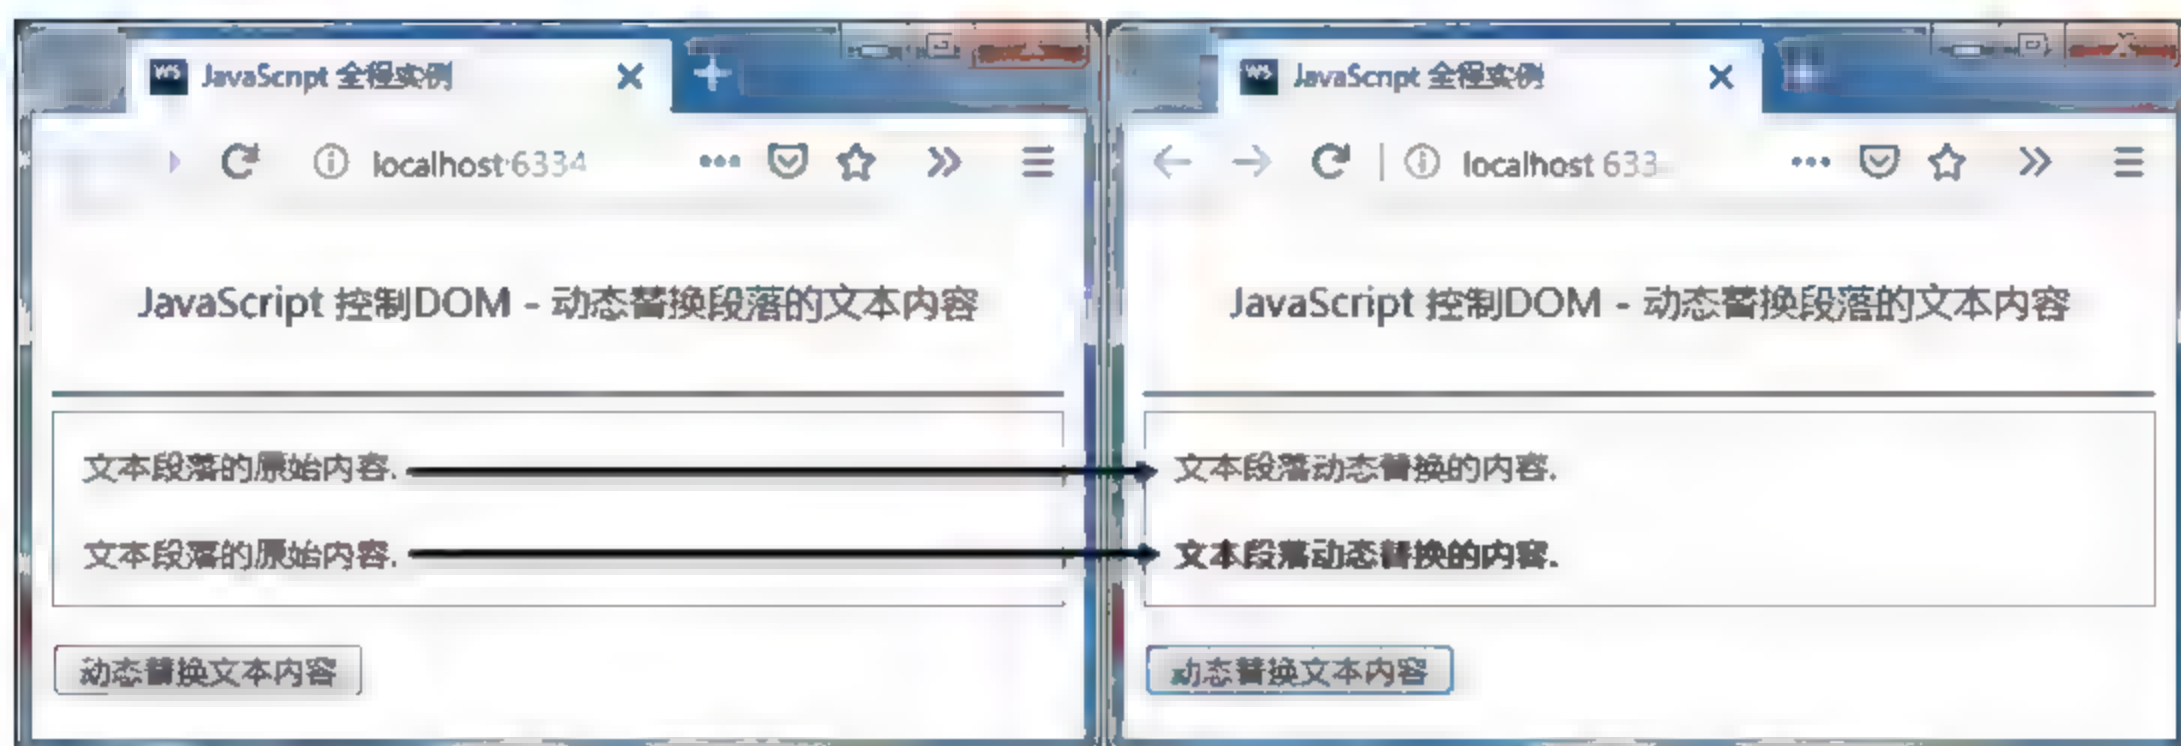 WS JavaScript 全程实例
localhost:6334
JavaScript 控制DOM - 动态替换段落的文本内容
文本段落的原始内容.
文本段落的原始内容.
动态替换文本内容
WS JavaScript 全程实例
localhost 633
JavaScript 控制DOM - 动态替换段落的文本内容
文本段落动态替换的内容.
文本段落动态替换的内容.
动态替换文本内容